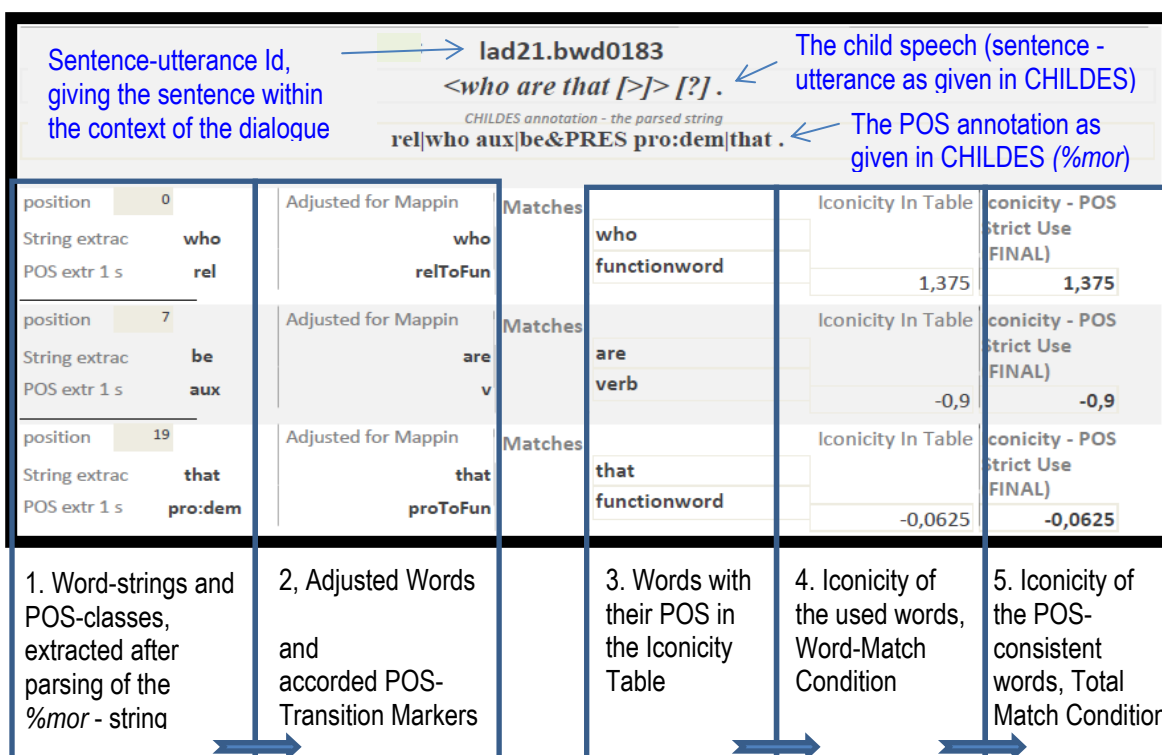 Sentence-utterance Id,
giving the sentence within
the context of the dialogue
lad21.bwd0183
<who are that [>]> [?] .
CHILDES annotation - the parsed string
rel|who aux|be&PRES pro:dem|that .
The child speech (sentence -
utterance as given in CHILDES)
The POS annotation as
given in CHILDES (%mor)
position 0 Adjusted for Mappin Matches Iconicity In Table conicity - POS
String extrac who who who Strict Use
POS extr 1 s rel relToFun functionword FINAL)
1,375 1,375
position 7 Adjusted for Mappin Matches Iconicity In Table conicity - POS
String extrac be are are Strict Use
POS extr 1 s aux v verb FINAL)
-0,9 -0,9
position 19 Adjusted for Mappin Matches Iconicity In Table conicity - POS
String extrac that that that Strict Use
POS extr 1 s pro:dem proToFun functionword FINAL)
-0,0625 -0,0625
1. Word-strings and
POS-classes,
extracted after
parsing of the
%mor - string
2, Adjusted Words
and
accorded POS-
Transition Markers
3. Words with
their POS in
the Iconicity
Table
4. Iconicity of
the used words,
Word-Match
Condition
5. Iconicity of
the POS-
consistent
words, Total
Match Condition